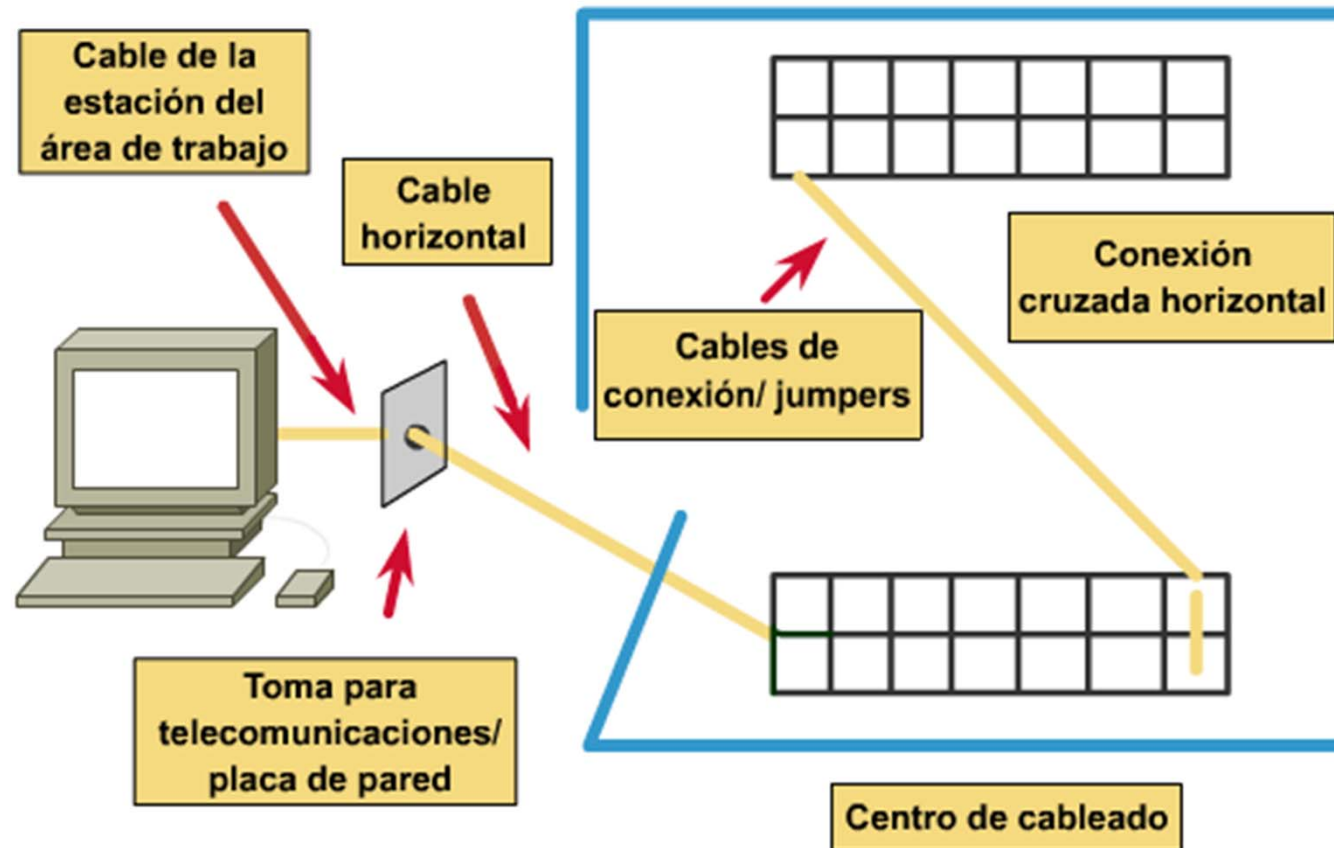 Cable de la
estación del
área de trabajo
Cable
horizontal
Conexión
cruzada horizontal
Cables de
conexión/ jumpers
Toma para
telecomunicaciones/
placa de pared
Centro de cableado